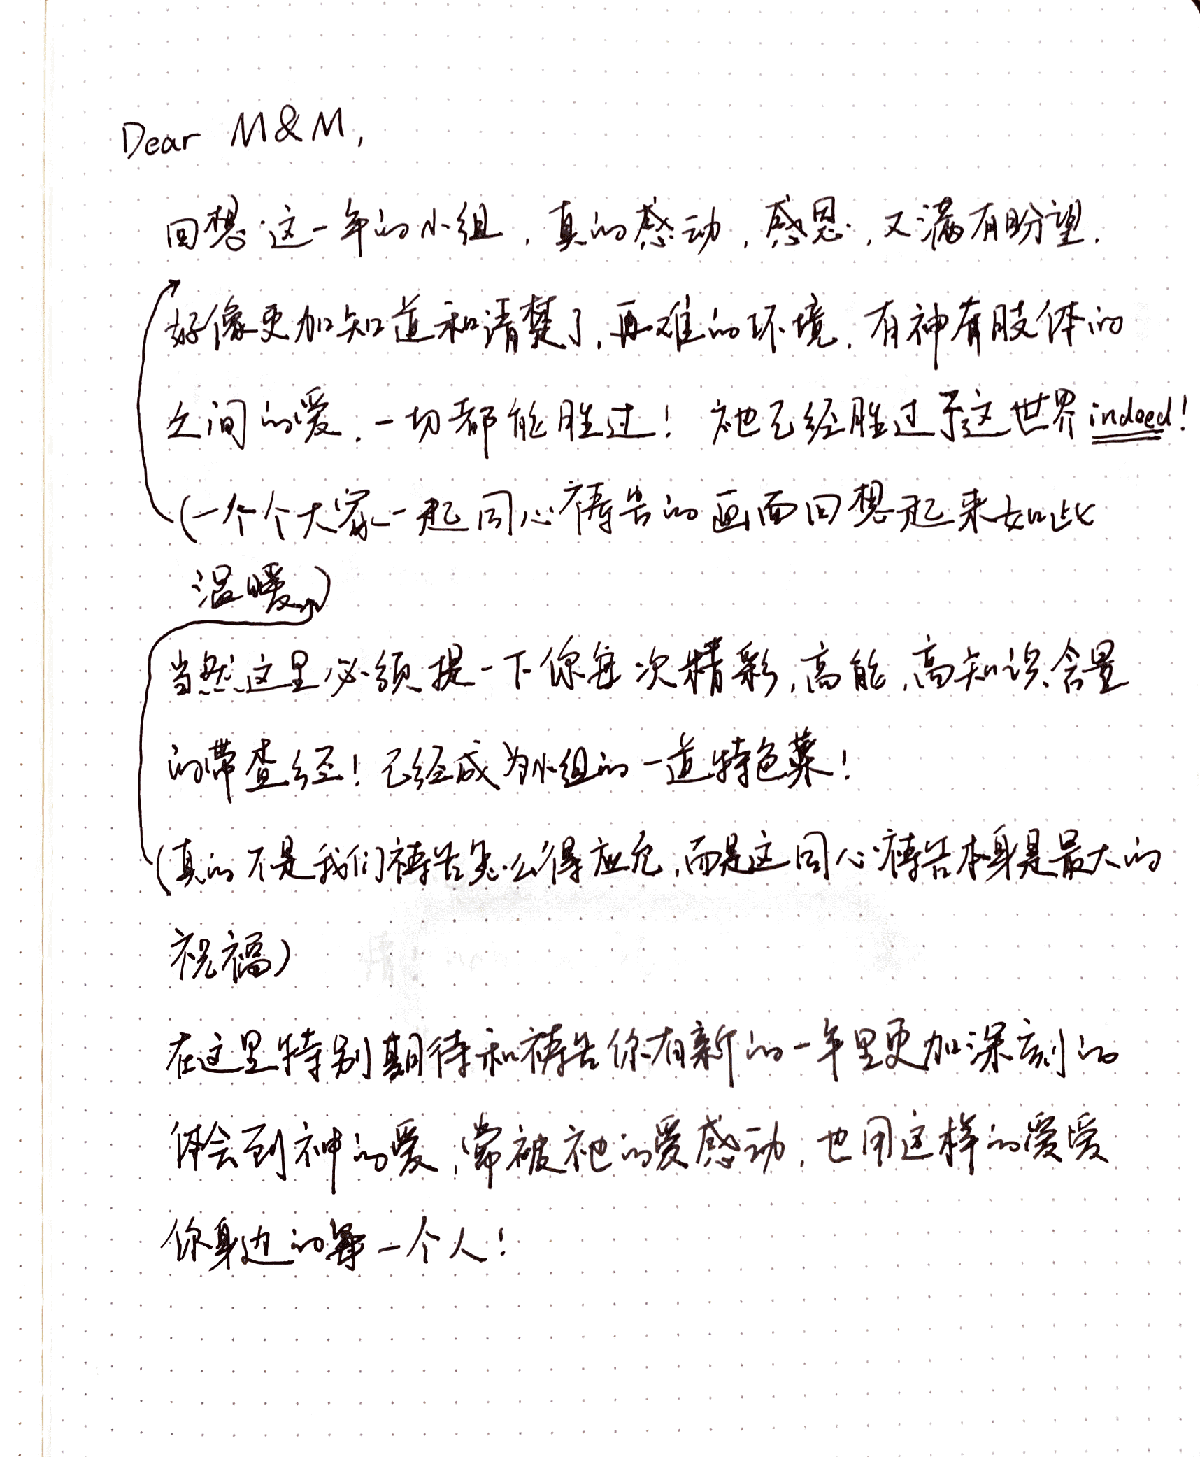 Dear M&M,
回想这一年的小组，真的感动，感恩，又满有盼望．
好像更加知道和清楚了，再难的环境，有神有肢体的
之间的爱，一切都能胜过！祂已经胜过了这世界 indeed！
(一个个大家一起同心祷告的画面回想起来如此
温暖)
当然这里必须提一下你每次精彩，高能，高知识含量
的带查经！已经成为小组的一道特色菜！
(真的不是我们祷告怎么得应允，而是这同心祷告本身是最大的
祝福)
在这里特别期待和祷告你有新的一年里更加深刻的
体会到神的爱，常被祂的爱感动，也用这样的爱爱
你身边的每一个人！